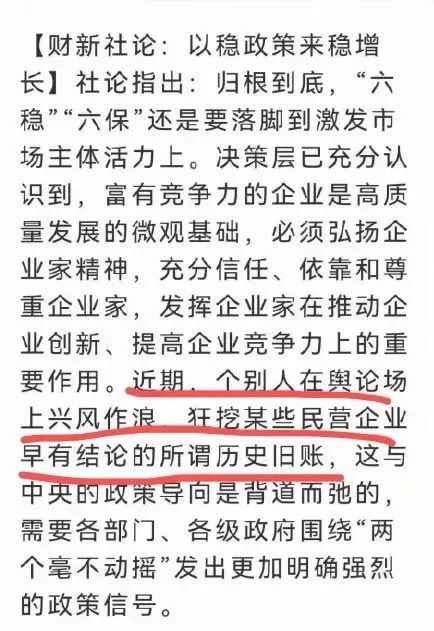 【财新社论：以稳政策来稳增
长】社论指出：归根到底，“六
稳”“六保”还是要落脚到激发市
场主体活力上。决策层已充分认
识到，富有竞争力的企业是高质
量发展的微观基础，必须弘扬企
业家精神，充分信任、依靠和尊
重企业家，发挥企业家在推动企
业创新、提高企业竞争力上的重
要作用。近期，个别人在舆论场
上兴风作浪，狂挖某些民营企业
早有结论的所谓历史旧账，这与
中央的政策导向是背道而弛的，
需要各部门、各级政府围绕“两
个毫不动摇”发出更加明确强烈
的政策信号。